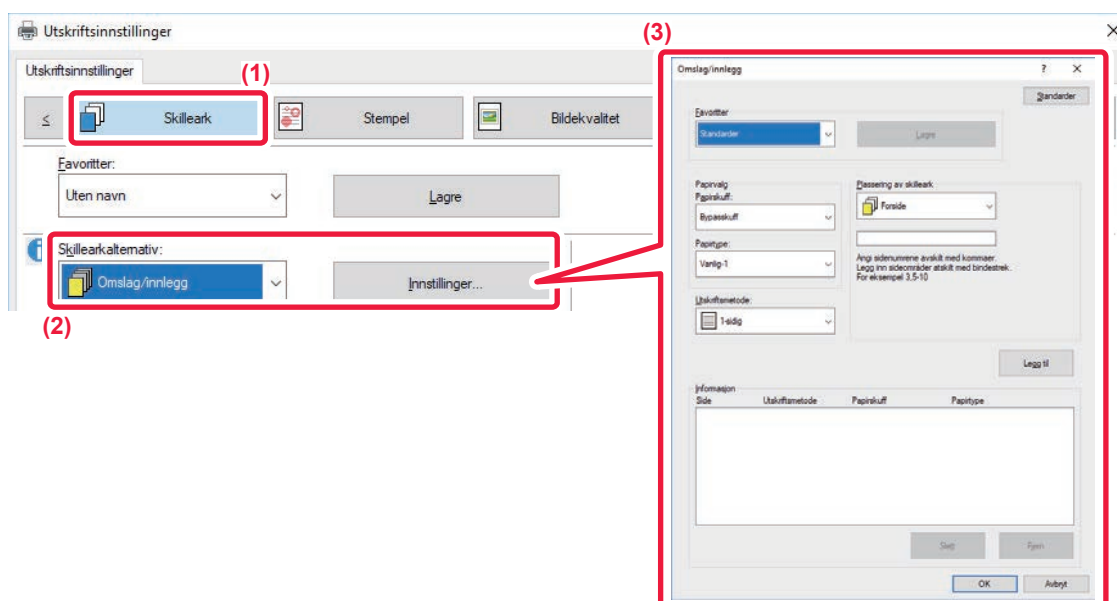 Utskriftsinnstillinger
Utskriftsinnstillinger
(1)
≤
Skilleark
Stempel
Bildekvalitet
Favoritter:
Uten navn
Lagre
Skillearkalternativ:
Omslag/innlegg
Innstillinger...
(2)
(3)
Omslag/innlegg
?
Standarder
Favoritter
Standarder
Lagre
Papirvalg
Papirskuff:
Bypasskuff
Papirtype:
Vanlig-1
Utskriftsmetode:
1-sidig
Plassering av skilleark
Forside
Angi sidenumrene avskilt med kommaer.
Legg inn sideområder atskilt med bindestrek.
For eksempel 3,5-10
Legg til
Informasjon
Side Utskriftsmetode Papirskuff Papirtype
Slett
Fjern
OK
Avbryt